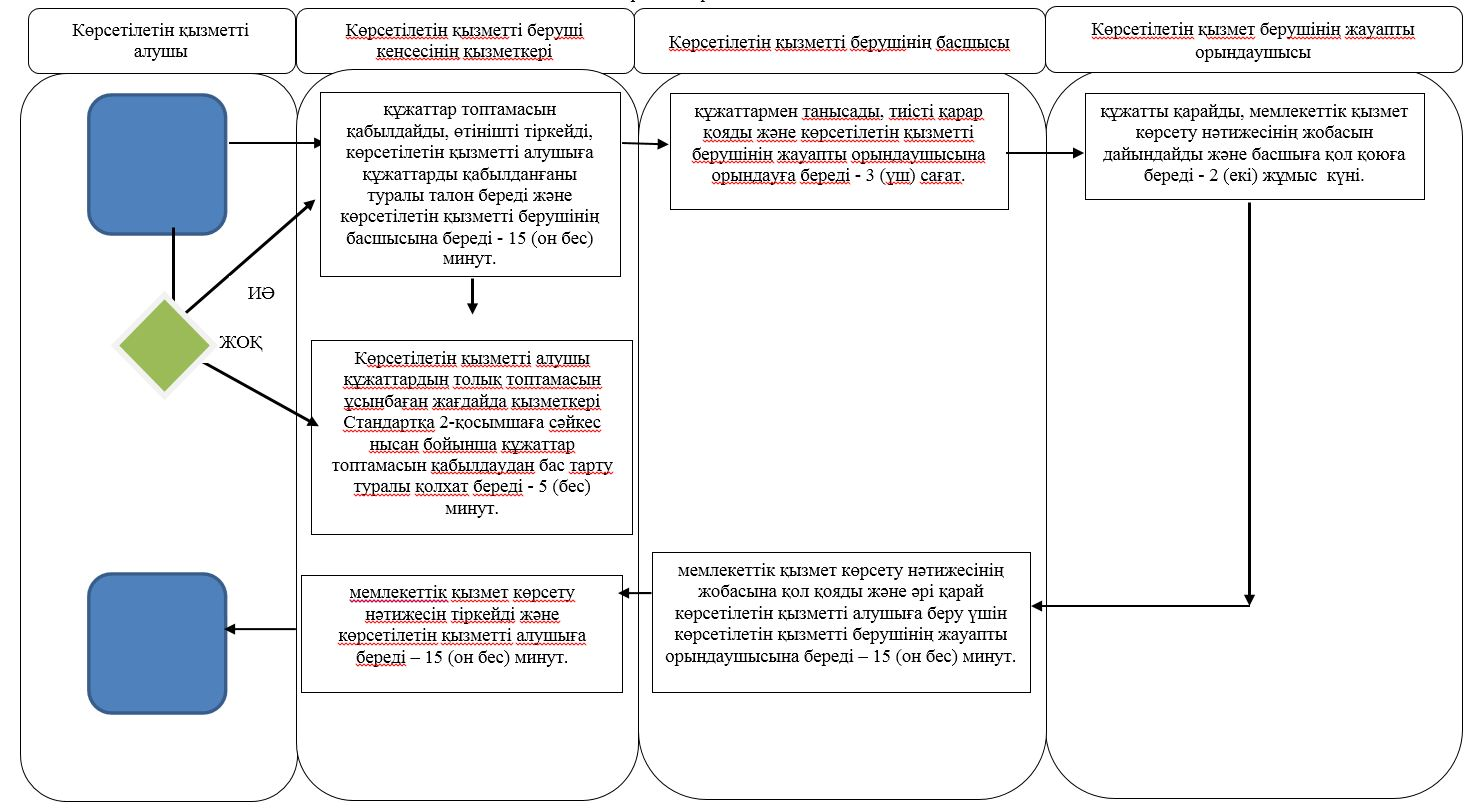 Көрсетілетін қызметті
алушы
Көрсетілетін қызметті беруші
кеңсесінің қызметкері
Көрсетілетін қызметті берушінің басшысы
Көрсетілетін қызмет берушінің жауапты
орындаушысы
құжаттар топтамасын
қабылдайды, өтінішті тіркейді,
көрсетілетін қызметті алушыға
құжаттарды қабылданғаны
туралы талон береді және
көрсетілетін қызметті берушінің
басшысына береді - 15 (он бес)
минут.
құжаттармен танысады, тиісті қарар
қояды және көрсетілетін қызметті
берушінің жауапты орындаушысына
орындауға береді - 3 (үш) сағат.
құжатты қарайды, мемлекеттік қызмет
көрсету нәтижесінің жобасын
дайындайды және басшыға қол қоюға
береді - 2 (екі) жұмыс күні.
ИӘ
ЖОҚ
Көрсетілетін қызметті алушы
құжаттардың толық топтамасын
ұсынбаған жағдайда қызметкері
Стандартқа 2-қосымшаға сәйкес
нысан бойынша құжаттар
топтамасын қабылдаудан бас тарту
туралы қолхат береді - 5 (бес)
минут.
мемлекеттік қызмет көрсету
нәтижесін тіркейді және
көрсетілетін қызметті алушыға
береді – 15 (он бес) минут.
мемлекеттік қызмет көрсету нәтижесінің
жобасына қол қояды және әрі қарай
көрсетілетін қызметті алушыға беру үшін
көрсетілетін қызметті берушінің жауапты
орындаушысына береді – 15 (он бес) минут.